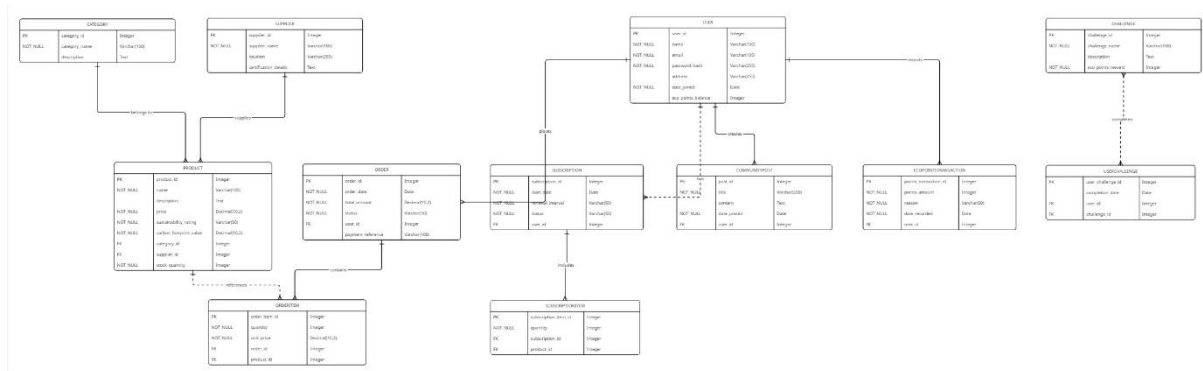 CATEGORY
PK category_id Integer
NOT NULL category_name Varchar(100)
description Text
SUPPLIER
PK supplier_id Integer
NOT NULL supplier_name Varchar(100)
location Varchar(200)
certification_details Text
USER
PK user_id Integer
NOT NULL name Varchar(100)
NOT NULL email Varchar(100)
NOT NULL password_hash Varchar(255)
address Varchar(255)
NOT NULL date_joined Date
eco_points_balance Integer
CHALLENGE
PK challenge_id Integer
NOT NULL challenge_name Varchar(100)
description Text
NOT NULL eco_points_reward Integer
belongs to
supplies
places
creates
records
completes
has
PRODUCT
PK product_id Integer
NOT NULL name Varchar(100)
description Text
NOT NULL price Decimal(10,2)
NOT NULL sustainability_rating Varchar(50)
NOT NULL carbon_footprint_value Decimal(10,2)
FK category_id Integer
FK supplier_id Integer
NOT NULL stock_quantity Integer
ORDER
PK order_id Integer
NOT NULL order_date Date
NOT NULL total_amount Decimal(10,2)
NOT NULL status Varchar(50)
FK user_id Integer
payment_reference Varchar(100)
SUBSCRIPTION
PK subscription_id Integer
NOT NULL start_date Date
NOT NULL renewal_interval Varchar(50)
NOT NULL status Varchar(50)
FK user_id Integer
COMMUNITYPOST
PK post_id Integer
NOT NULL title Varchar(200)
content Text
NOT NULL date_posted Date
FK user_id Integer
ECOPOINTSTRANSACTION
PK points_transaction_id Integer
NOT NULL points_amount Integer
NOT NULL reason
NOT NULL date_recorded Date
FK user_id Integer
USERCHALLENGE
PK user_challenge_id Integer
completion_date Date
FK user_id Integer
FK challenge_id Integer
contains
includes
references
ORDERITEM
PK order_item_id Integer
NOT NULL quantity Integer
NOT NULL unit_price Decimal(10,2)
FK order_id Integer
FK product_id Integer
PK subscription_item_id Integer
NOT NULL quantity Integer
FK subscription_id Integer
FK product_id Integer